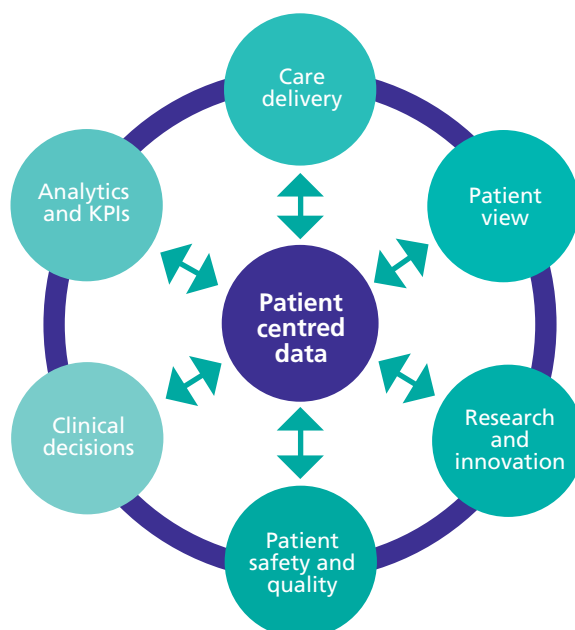 Care
delivery
Patient
view
Research
and
innovation
Patient
safety and
quality
Clinical
decisions
Analytics
and KPIs
Patient
centred
data